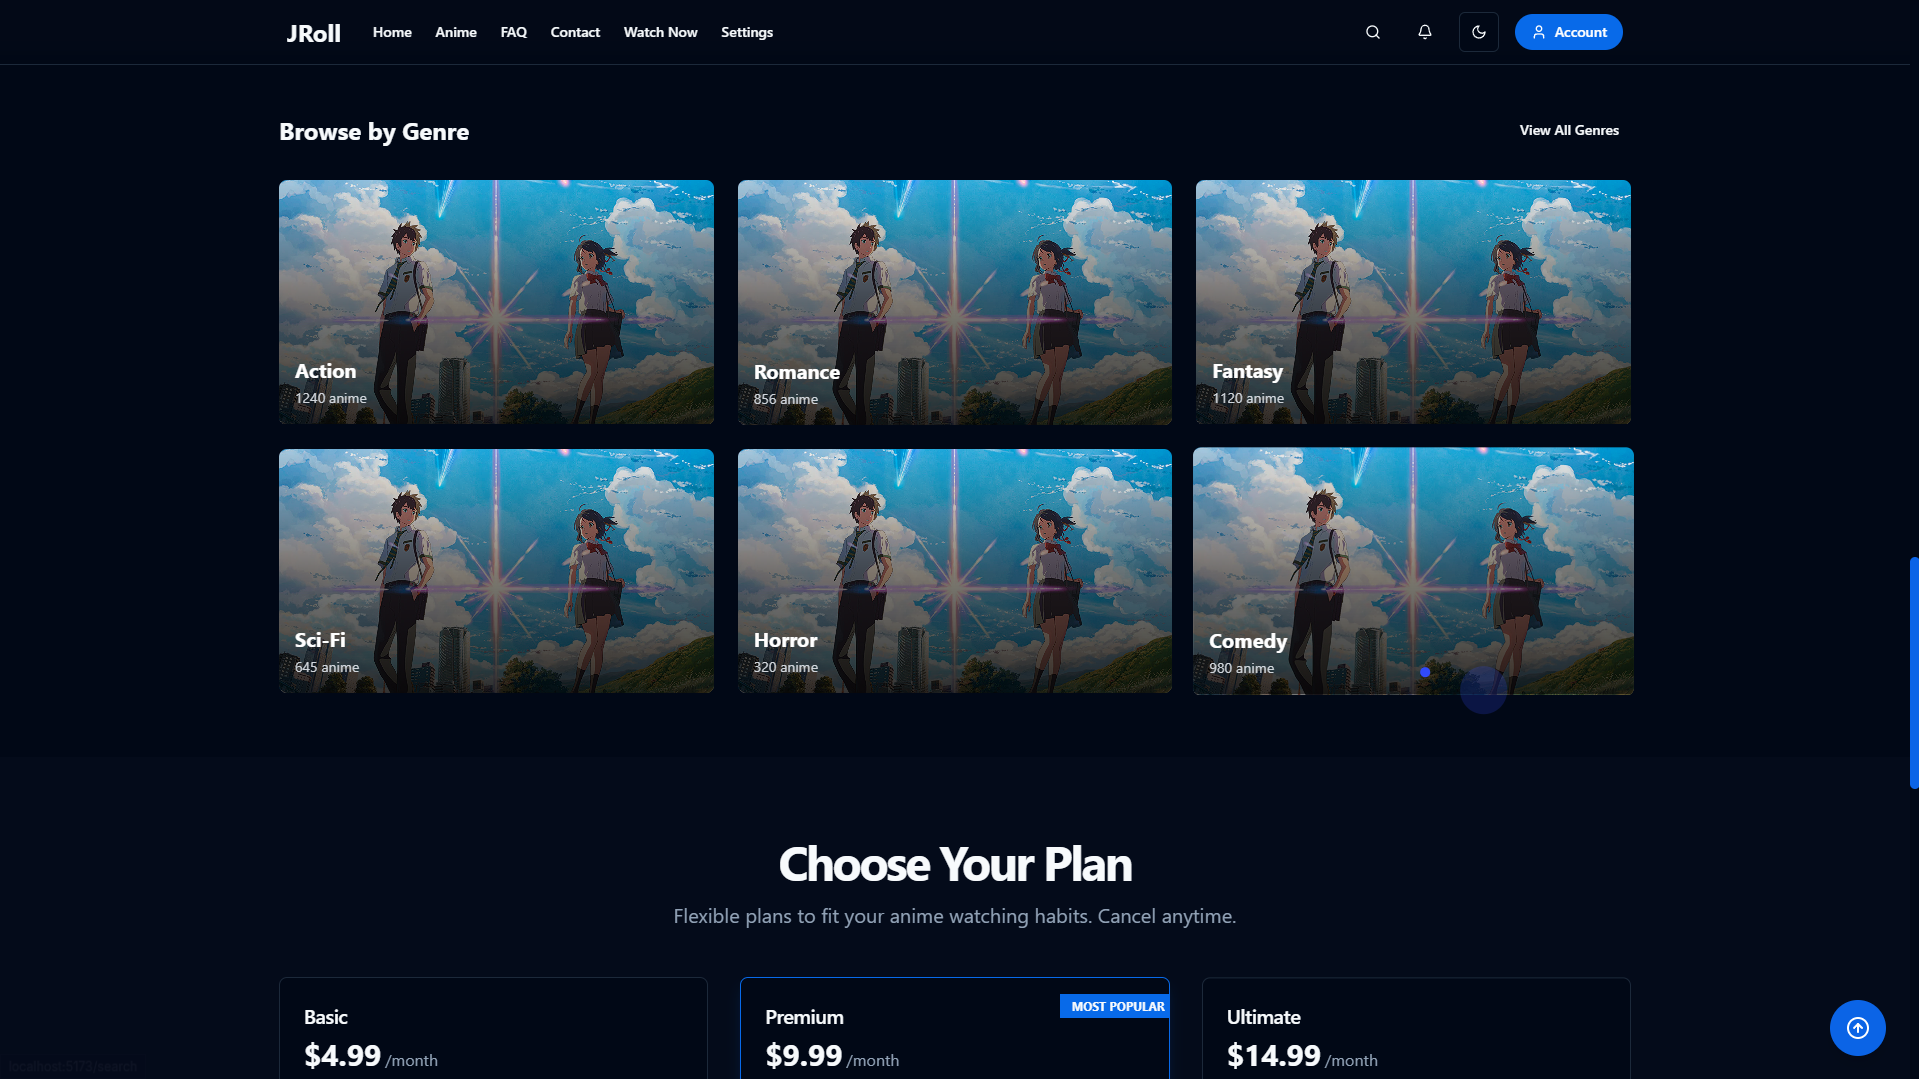 JRoll Home Anime FAQ Contact Watch Now Settings Account
Browse by Genre View All Genres
Action
1240 anime
Romance
856 anime
Fantasy
1120 anime
Sci-Fi
645 anime
Horror
320 anime
Comedy
980 anime
Choose Your Plan
Flexible plans to fit your anime watching habits. Cancel anytime.
Basic
$4.99 /month
MOST POPULAR
Premium
$9.99 /month
Ultimate
$14.99 /month
localhost:5173/search